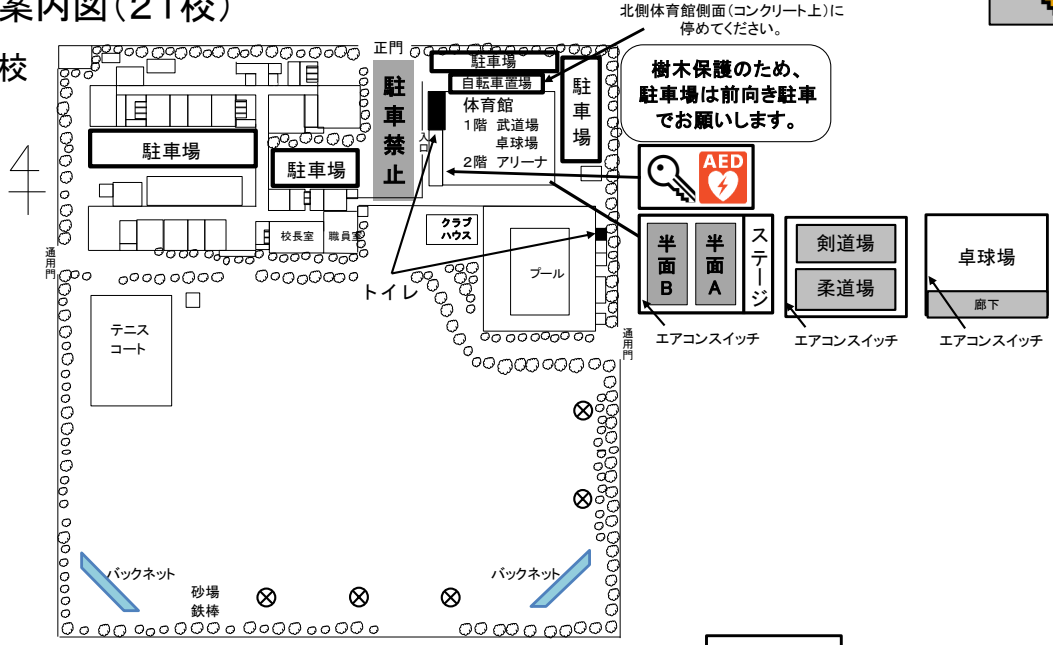 案内図（21校）
校
北側体育館側面（コンクリート上）に
停めてください。
正門
駐車場
自転車置場
駐車場
駐車禁止
体育館
1階 武道場
卓球場
2階 アリーナ
入口
樹木保護のため、
駐車場は前向き駐車
でお願いします。
AED
駐車場
駐車場
校長室
職員室
クラブ
ハウス
プール
トイレ
通用門
通用門
半面B
半面A
ステージ
エアコンスイッチ
剣道場
柔道場
エアコンスイッチ
卓球場
廊下
エアコンスイッチ
テニス
コート
バックネット
砂場
鉄棒
バックネット